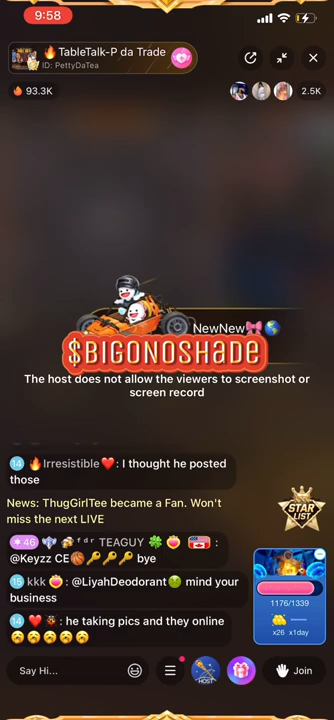 9:58
🔥TableTalk-P da Trade
ID: PettyDaTea
93.3K
2.5K
NewNew🎀🌎
$BIGONOSHADE
The host does not allow the viewers to screenshot or
screen record
14 🔥Irresistible❤️: I thought he posted
those
News: ThugGirlTee became a Fan. Won't
miss the next LIVE
46 TEAGUY 🍀 :
@Keyzz CE🏀🔑🔑🔑 bye
15 kkk : @LiyahDeodorant🤢 mind your
business
14 ❤️ : he taking pics and they online
STAR
LIST
1176/1339
x26 x1day
Say Hi...
HOST
Join